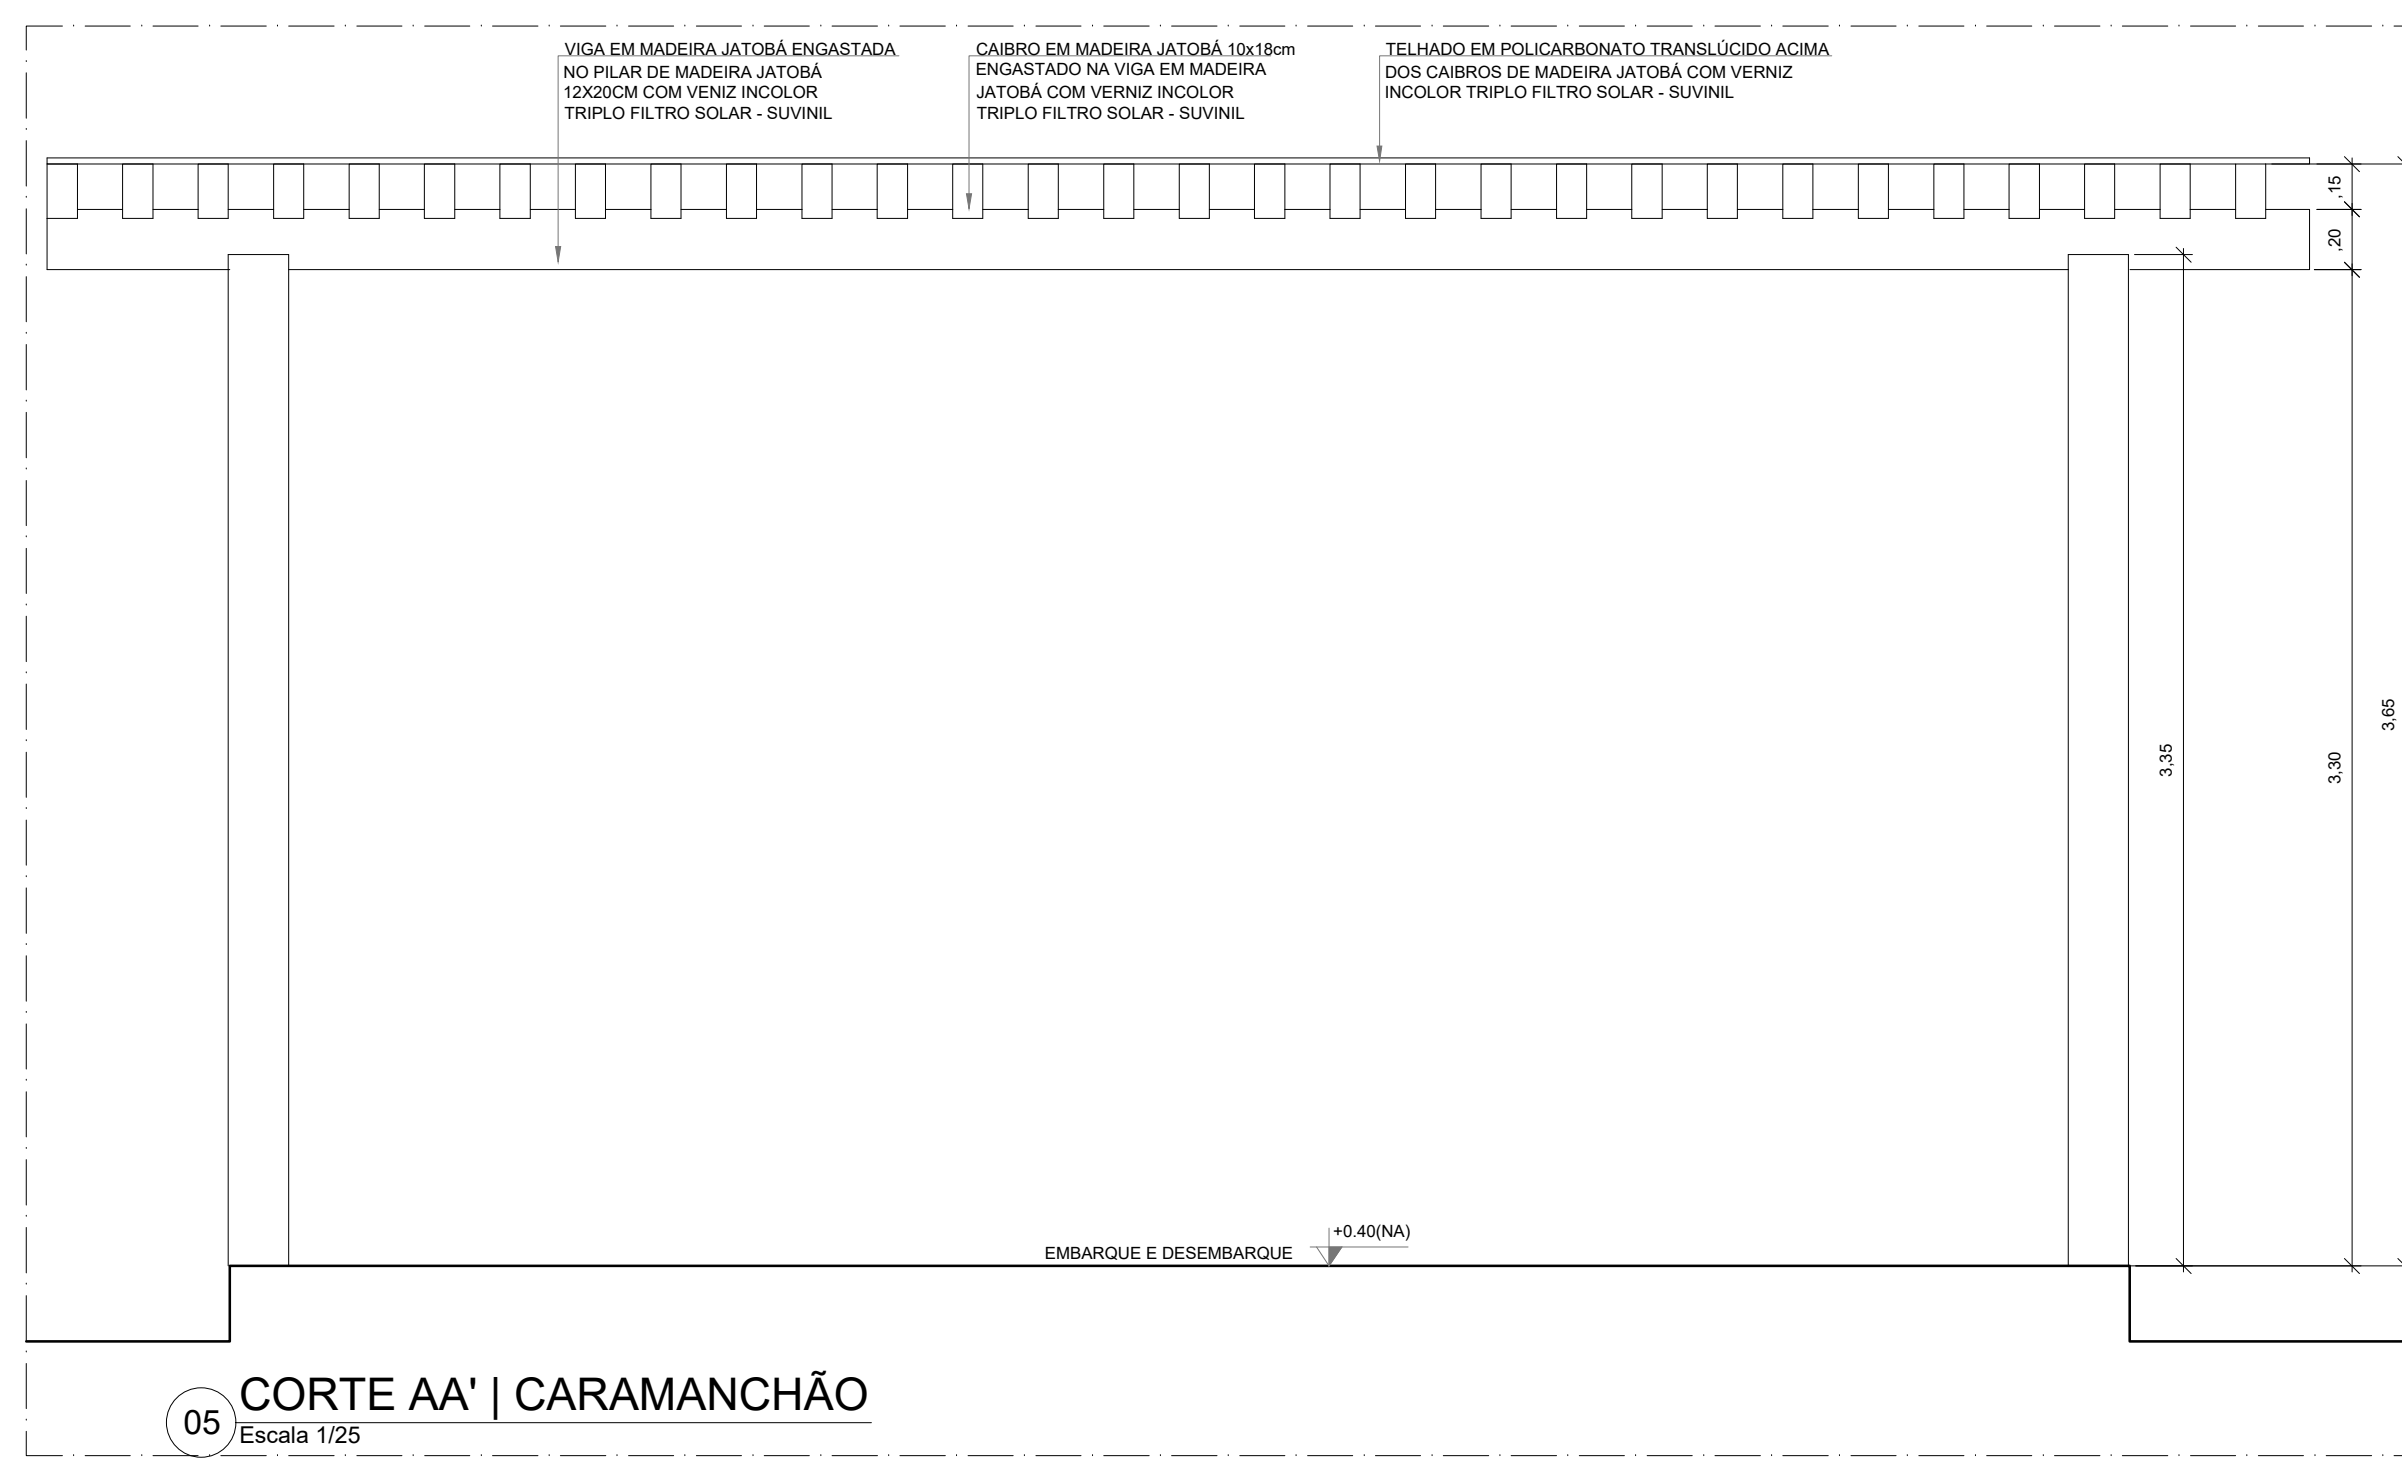 VIGA EM MADEIRA JATOBÁ ENGASTADA
NO PILAR DE MADEIRA JATOBÁ
12X20CM COM VENIZ INCOLOR
TRIPLO FILTRO SOLAR - SUVINIL
CAIBRO EM MADEIRA JATOBÁ 10x18cm
ENGASTADO NA VIGA EM MADEIRA
JATOBÁ COM VERNIZ INCOLOR
TRIPLO FILTRO SOLAR - SUVINIL
TELHADO EM POLICARBONATO TRANSLÚCIDO ACIMA
DOS CAIBROS DE MADEIRA JATOBÁ COM VERNIZ
INCOLOR TRIPLO FILTRO SOLAR - SUVINIL
,15
,20
3,65
3,35
3,30
+0.40(NA)
EMBARQUE E DESEMBARQUE
05
CORTE AA' | CARAMANCHÃO
Escala 1/25